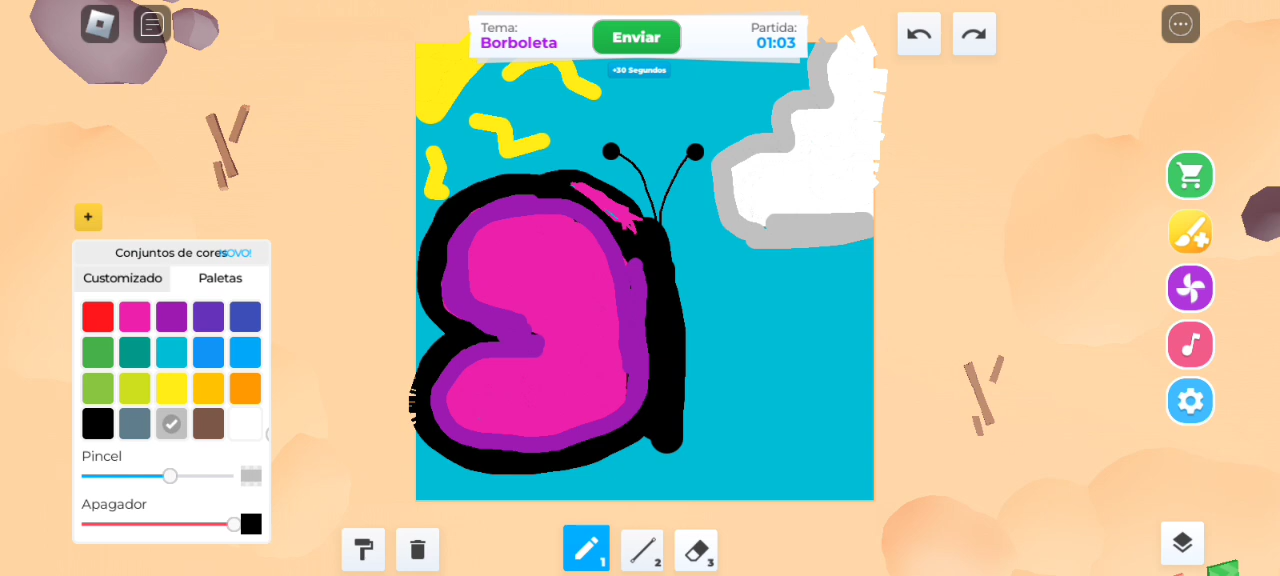 Tema:
Borboleta
Enviar
Partida:
01:03
+30 Segundos
+
Conjuntos de cores
NOVO!
Customizado
Paletas
Pincel
Apagador
1
2
3